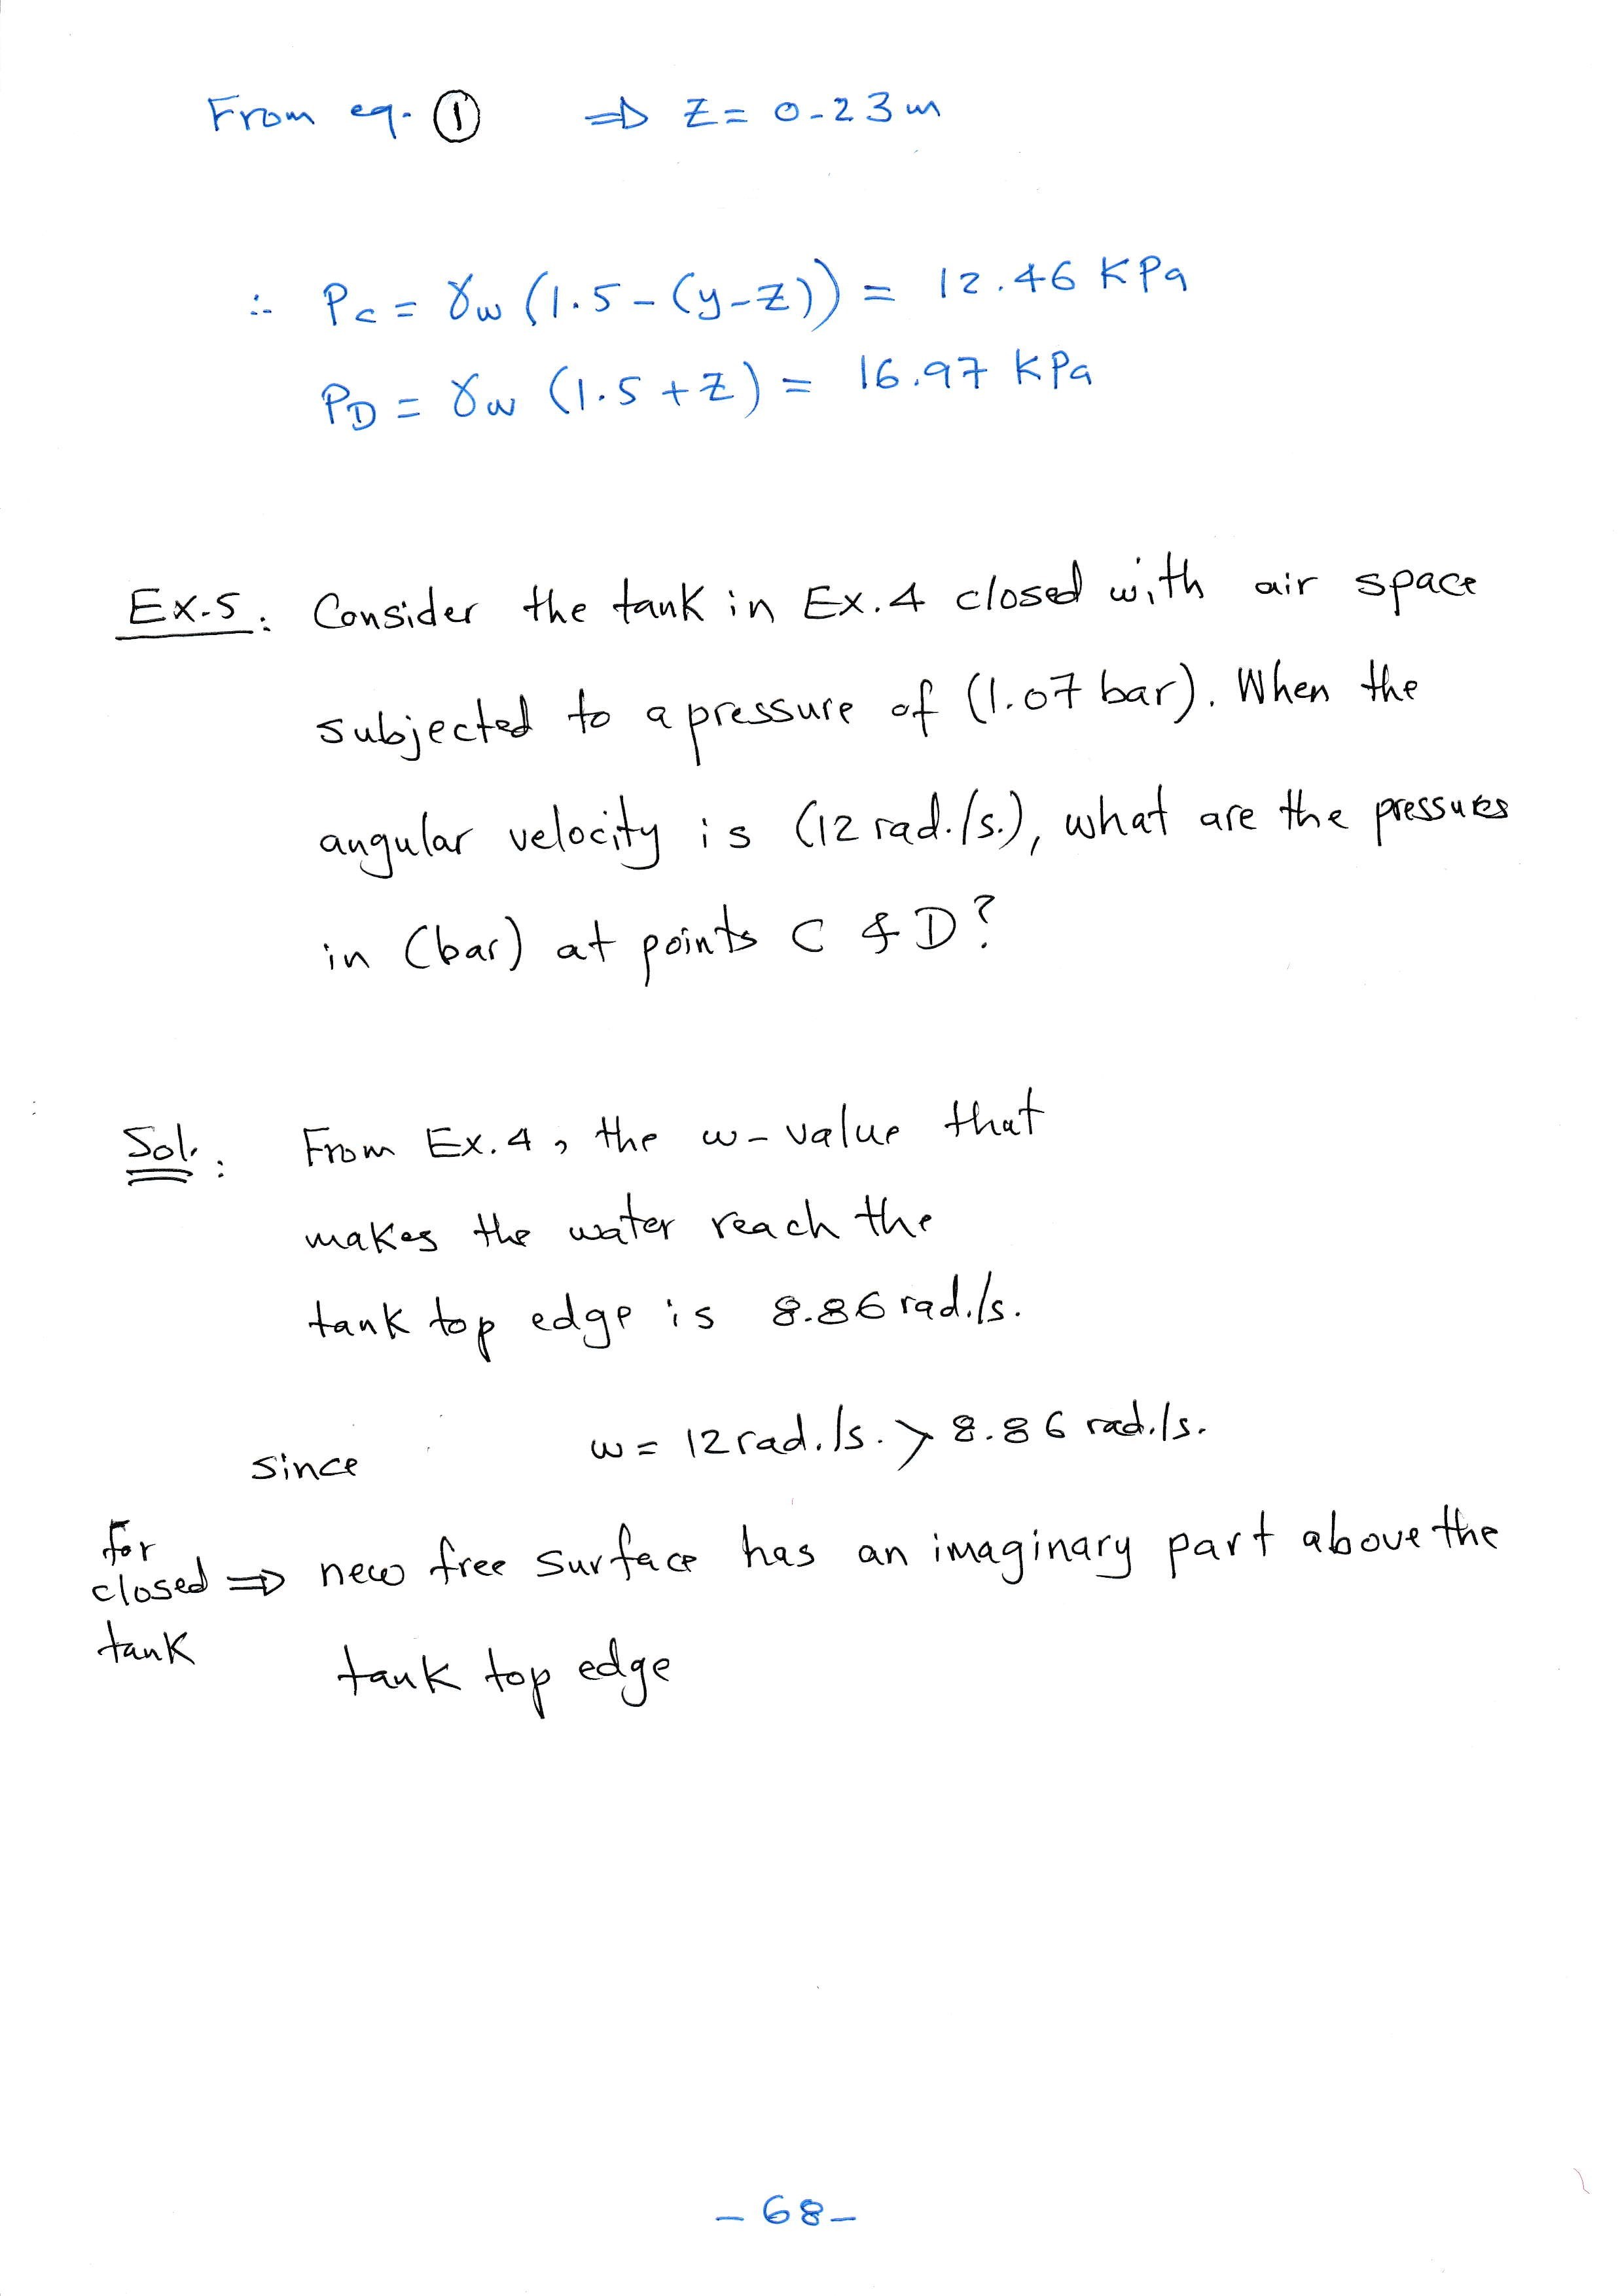 From eq. ① ⇒ Z = 0.23 m
∴ Pc = γw (1.5 - (y-z)) = 12.46 KPa
PD = γw (1.5 + Z) = 16.97 KPa
Ex.5: Consider the tank in Ex.4 closed with air space
subjected to a pressure of (1.07 bar). When the
angular velocity is (12 rad./s.), what are the pressures
in (bar) at points C & D?
Sol.: From Ex.4, the w-value that
makes the water reach the
tank top edge is 8.86 rad./s.
since w = 12 rad./s. > 8.86 rad./s.
for
closed ⇒ new free surface has an imaginary part above the
tank
tank top edge
- 68 -